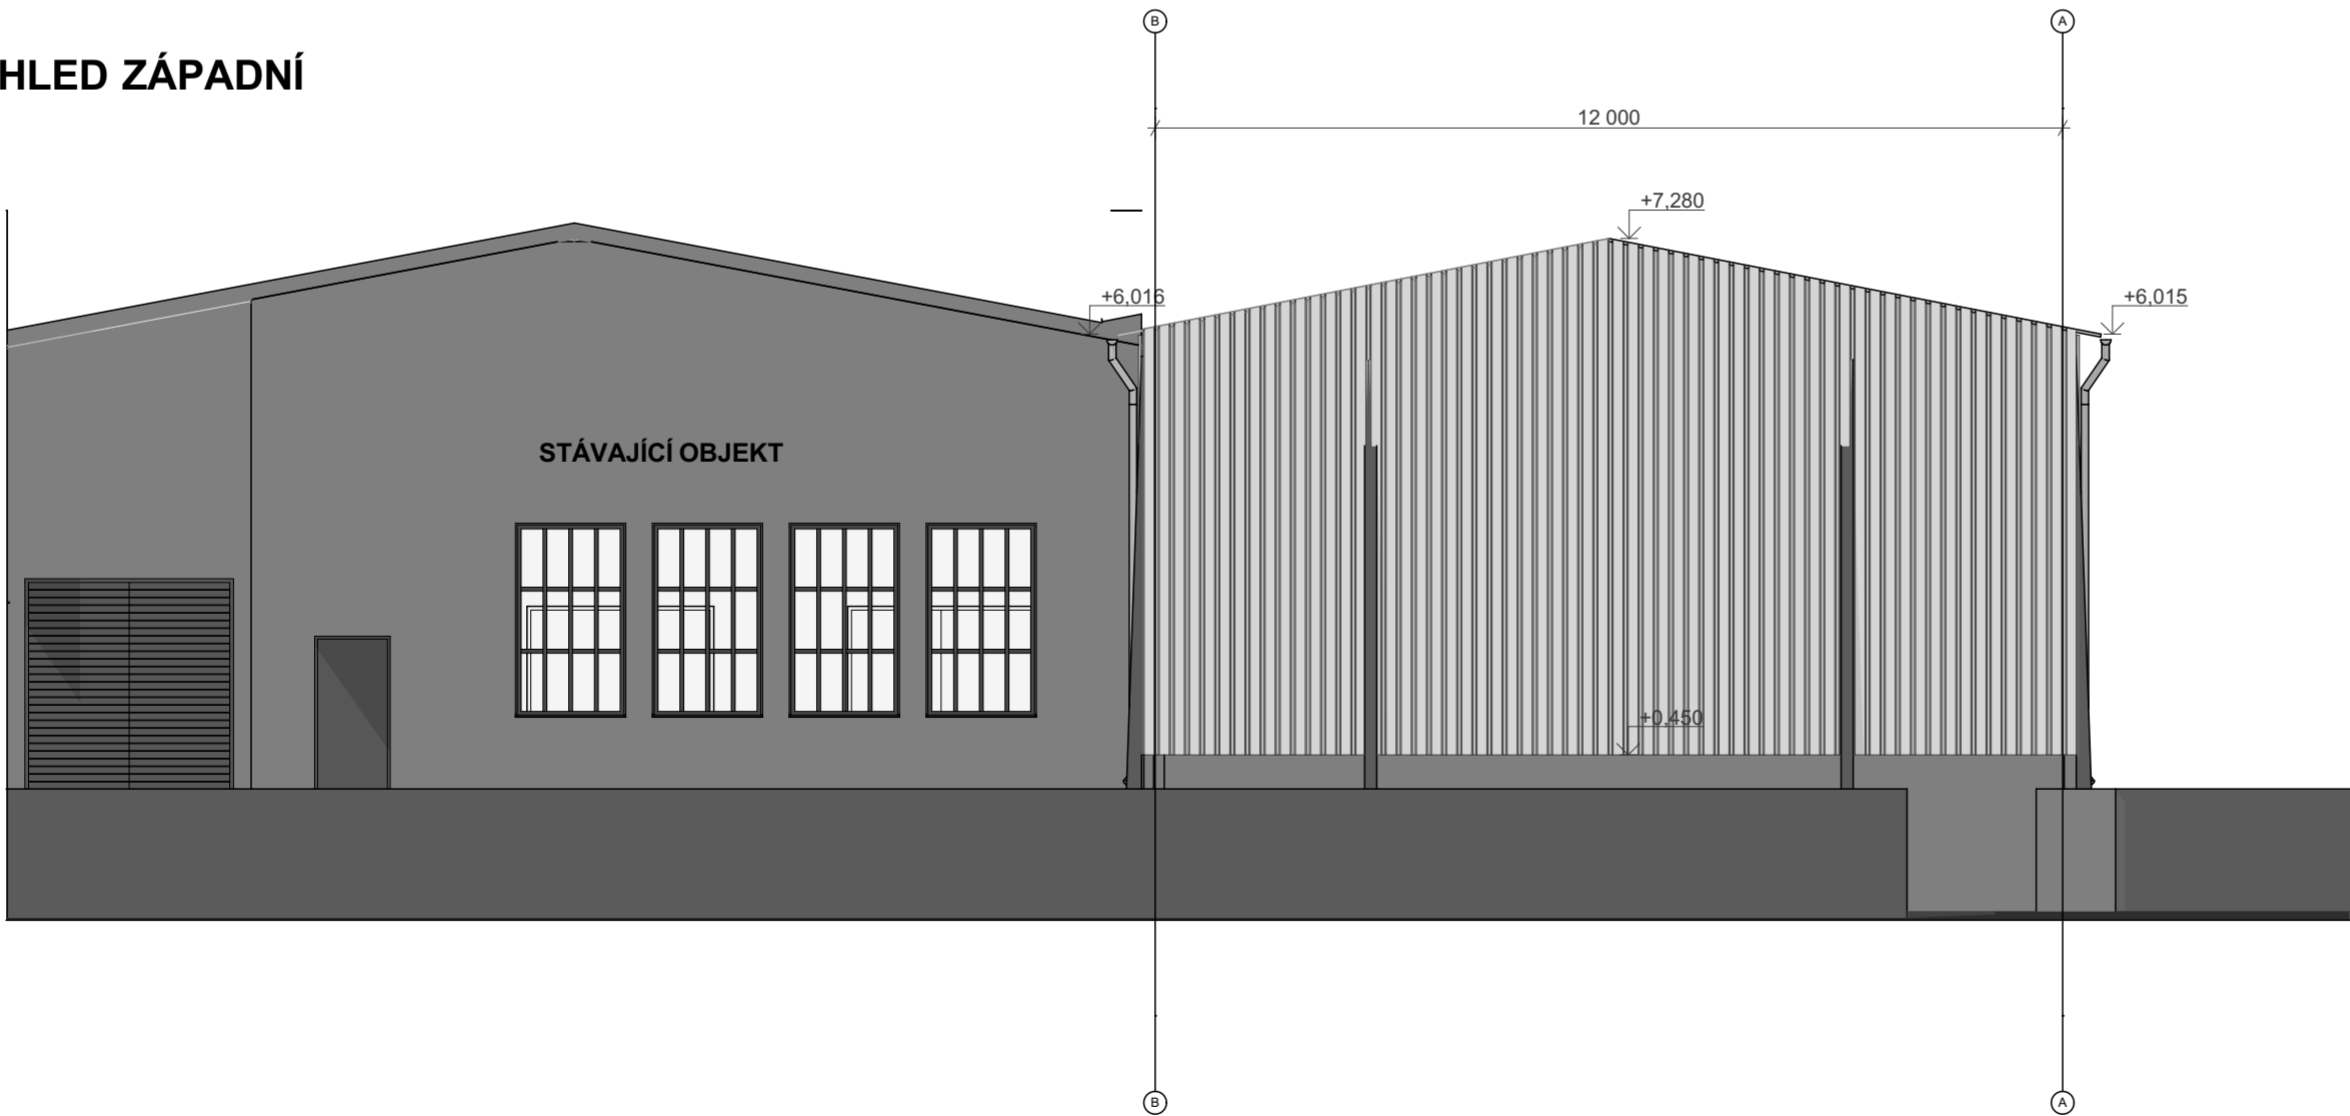 B
A
HLED ZÁPADNÍ
12 000
+7,280
+6,016
+6,015
STÁVAJÍCÍ OBJEKT
+0,450
B
A